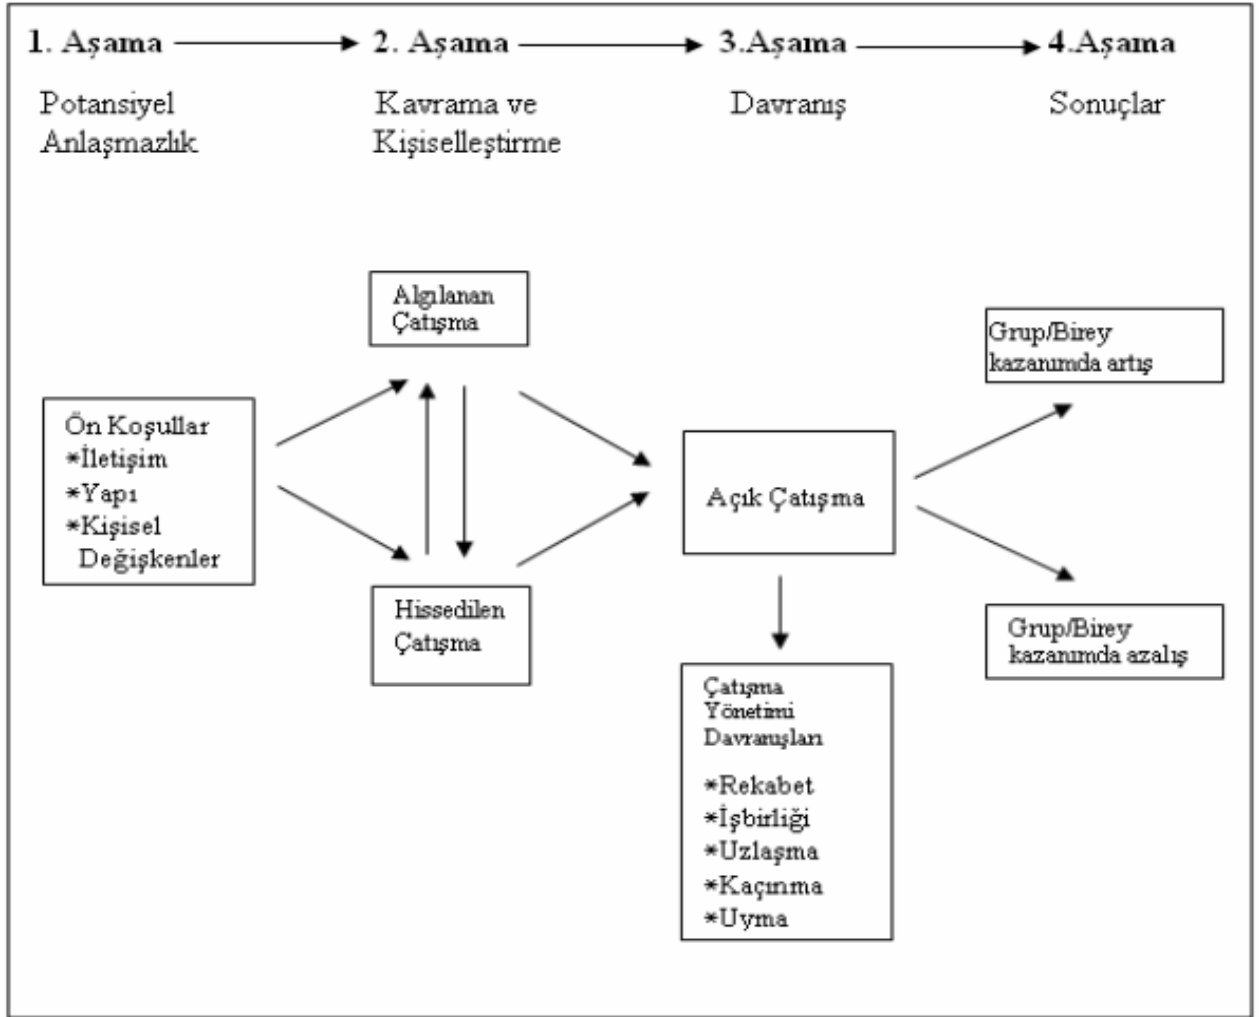 1. Aşama 2. Aşama 3.Aşama 4.Aşama
Potansiyel
Anlaşmazlık
Kavrama ve
Kişiselleştirme
Davranış
Sonuçlar
Ön Koşullar
*İletişim
*Yapı
*Kişisel
Değişkenler
Algılanan
Çatışma
Hissedilen
Çatışma
Açık Çatışma
Çatışma
Yönetimi
Davranışları
*Rekabet
*İşbirliği
*Uzlaşma
*Kaçınma
*Uyma
Grup/Birey
kazanımda artış
Grup/Birey
kazanımda azalış